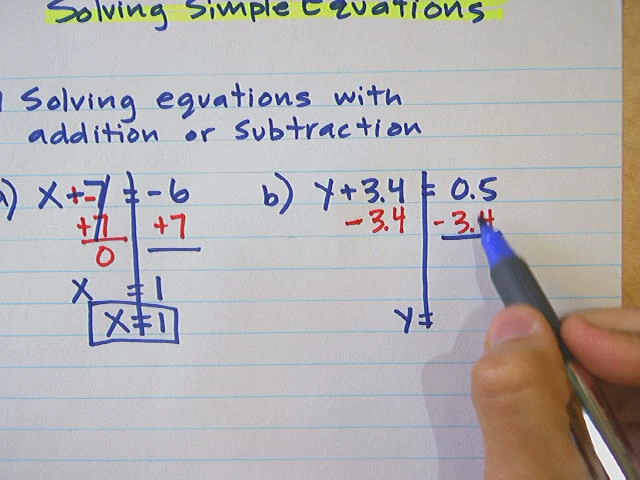 Solving Simple Equations
Solving equations with
addition or subtraction
a) x + -7 = -6
+7 +7
0
x = 1
x = 1
b) y + 3.4 = 0.5
-3.4 -3.4
y =